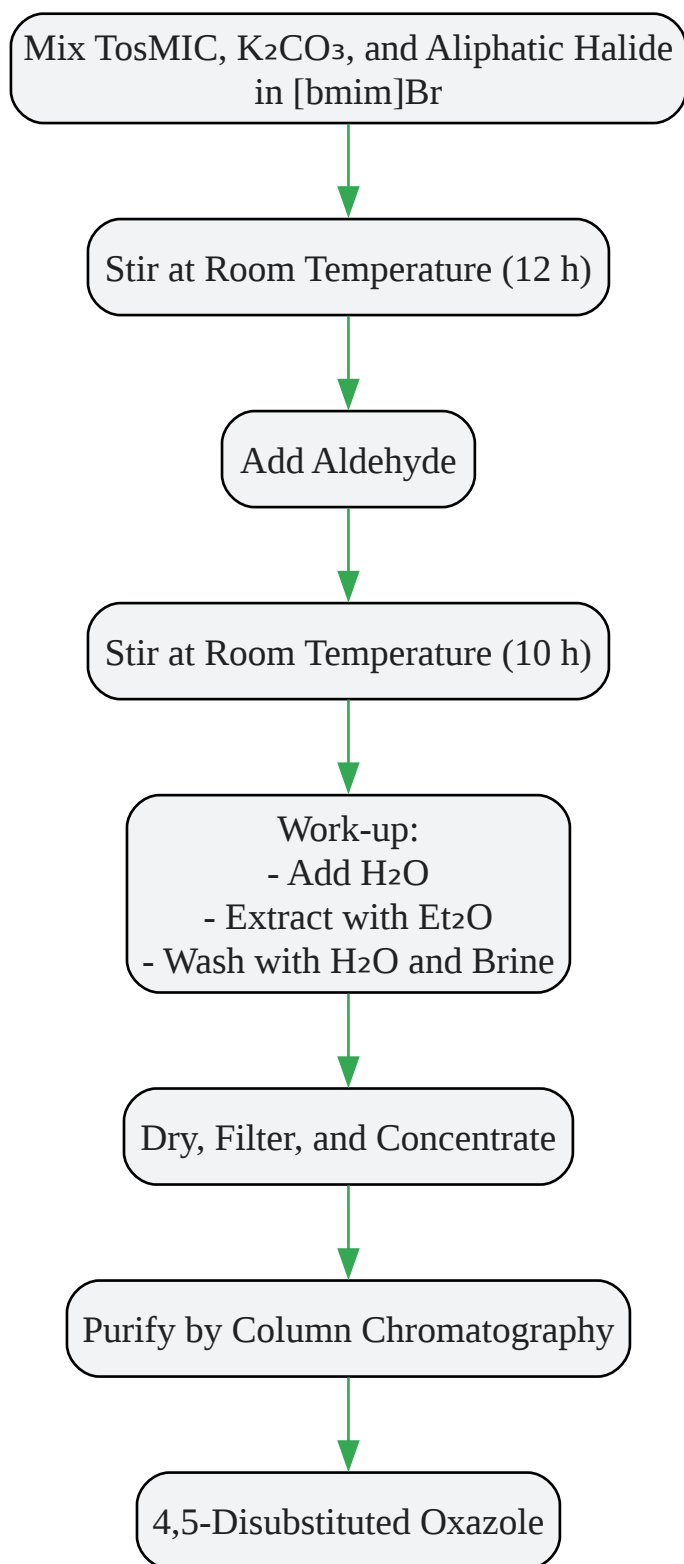 Mix TosMIC, K₂CO₃, and Aliphatic Halide
in [bmim]Br
Stir at Room Temperature (12 h)
Add Aldehyde
Stir at Room Temperature (10 h)
Work-up:
- Add H₂O
- Extract with Et₂O
- Wash with H₂O and Brine
Dry, Filter, and Concentrate
Purify by Column Chromatography
4,5-Disubstituted Oxazole